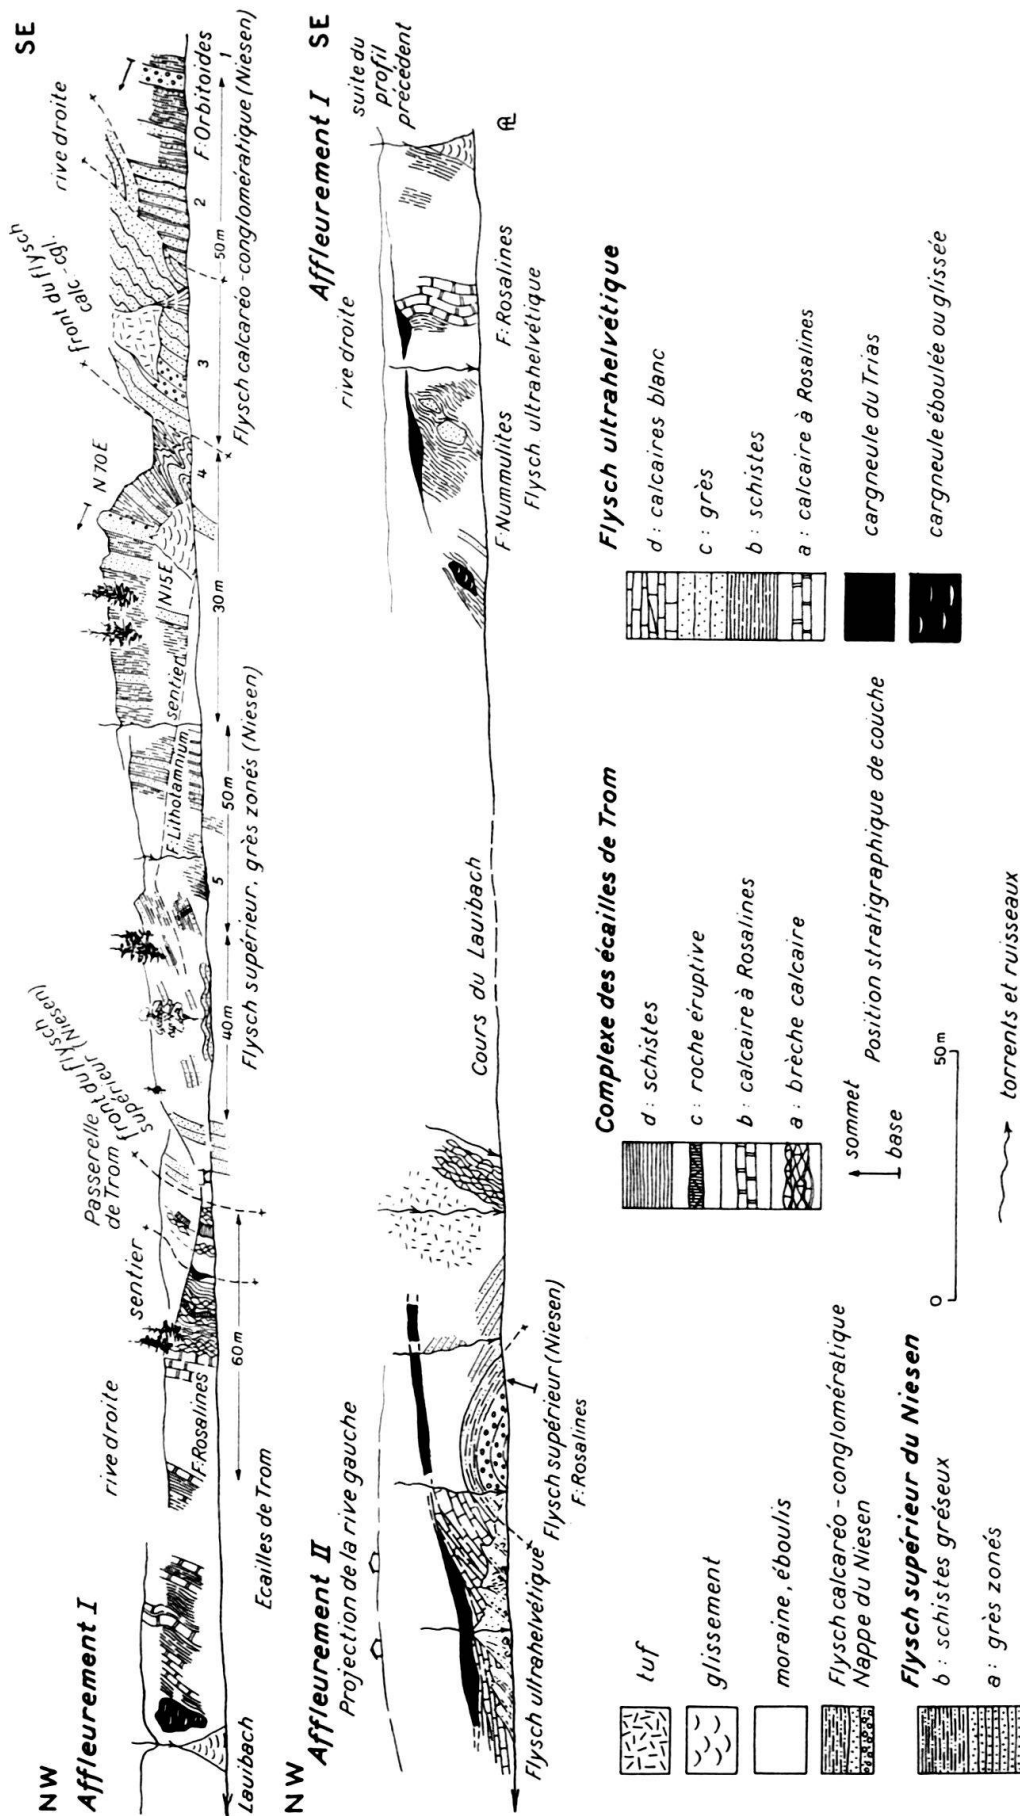 NW
SE
Affleurement I
rive droite
sentier
Passerelle
de Trom
front du flysch
supérieur (Niesen)
F: Lithotamnium
sentier
N15E
N70E
front du flysch
calc-cgl.
rive droite
F: Rosalines
60m
40m
5
50m
30m
4
3
50m
2
F: Orbitoides
1
Lauibach
Ecailles de Trom
Flysch supérieur, grès zonés (Niesen)
Flysch calcaréo-conglomératique (Niesen)
NW
Affleurement II
Projection de la rive gauche
Affleurement I
SE
rive droite
suite du
profil
précédent
Flysch ultrahelvétique
Flysch supérieur (Niesen)
F: Rosalines
Cours du Lauibach
F: Nummulites
F: Rosalines
Flysch ultrahelvétique
tuf
glissement
moraine, éboulis
Flysch calcaréo-conglomératique
Nappe du Niesen
Flysch supérieur du Niesen
b: schistes gréseux
a: grès zonés
Complexe des écailles de Trom
d: schistes
c: roche éruptive
b: calcaire à Rosalines
a: brèche calcaire
sommet
base
Position stratigraphique de couche
0
50m
torrents et ruisseaux
Flysch ultrahelvétique
d: calcaires blanc
c: grès
b: schistes
a: calcaire à Rosalines
cargneule du Trias
cargneule éboulée ou glissée